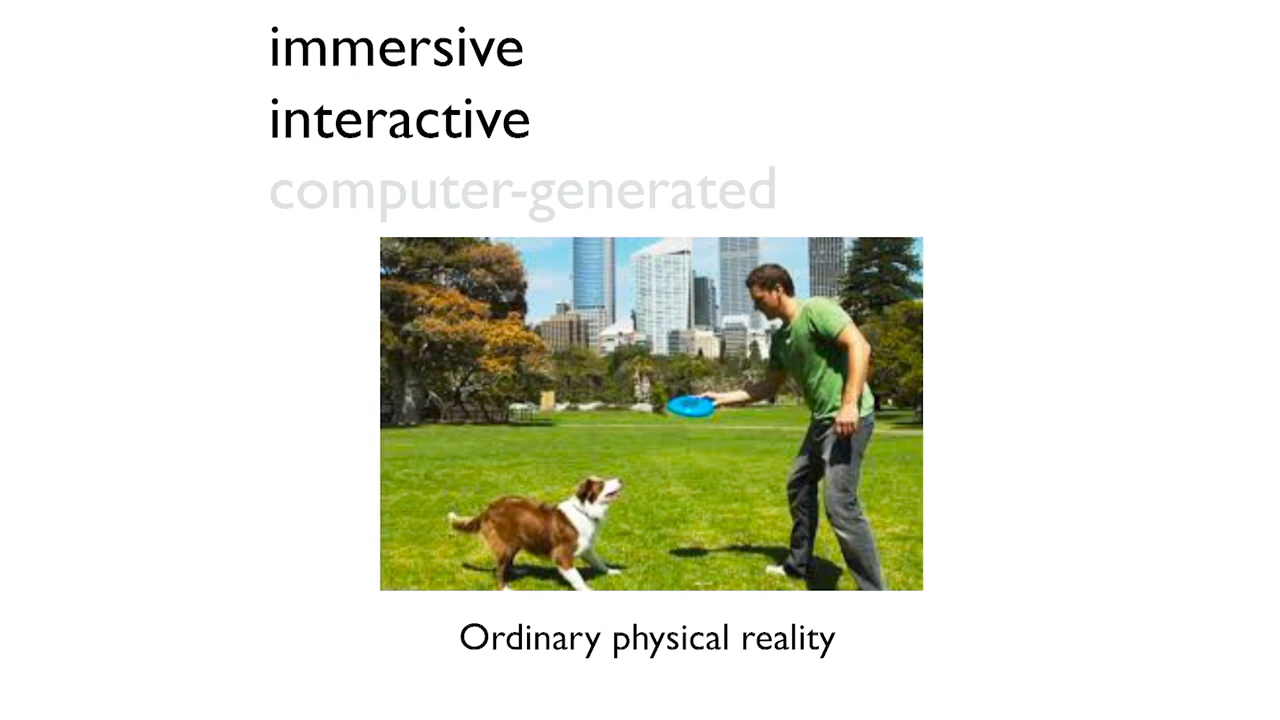 immersive
interactive
computer-generated
Ordinary physical reality